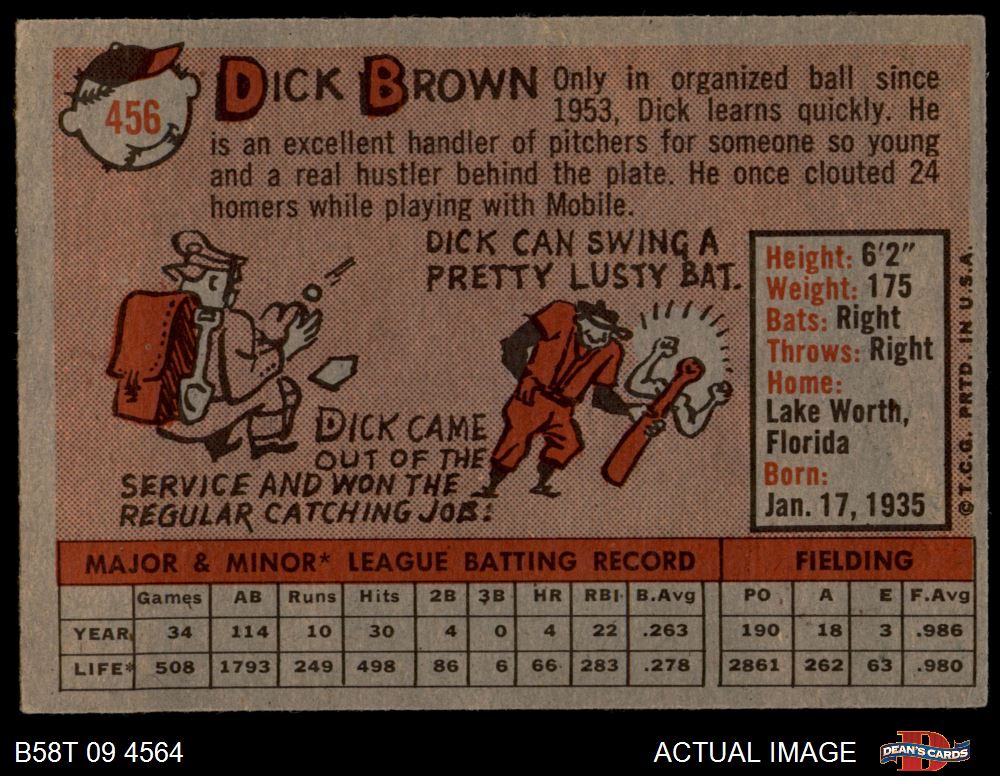 456
DICK BROWN Only in organized ball since
1953, Dick learns quickly. He
is an excellent handler of pitchers for someone so young
and a real hustler behind the plate. He once clouted 24
homers while playing with Mobile.
DICK CAN SWING A
PRETTY LUSTY BAT.
DICK CAME
OUT OF THE
SERVICE AND WON THE
REGULAR CATCHING JOB!
Height: 6'2"
Weight: 175
Bats: Right
Throws: Right
Home:
Lake Worth,
Florida
Born:
Jan. 17, 1935
©T.C.G. PRTD. IN U.S.A.
MAJOR & MINOR* LEAGUE BATTING RECORD FIELDING
Games AB Runs Hits 2B 3B HR RBI B.Avg PO A E F.Avg
YEAR 34 114 10 30 4 0 4 22 .263 190 18 3 .986
LIFE* 508 1793 249 498 86 6 66 283 .278 2861 262 63 .980
B58T 09 4564 ACTUAL IMAGE DEAN'S CARDS